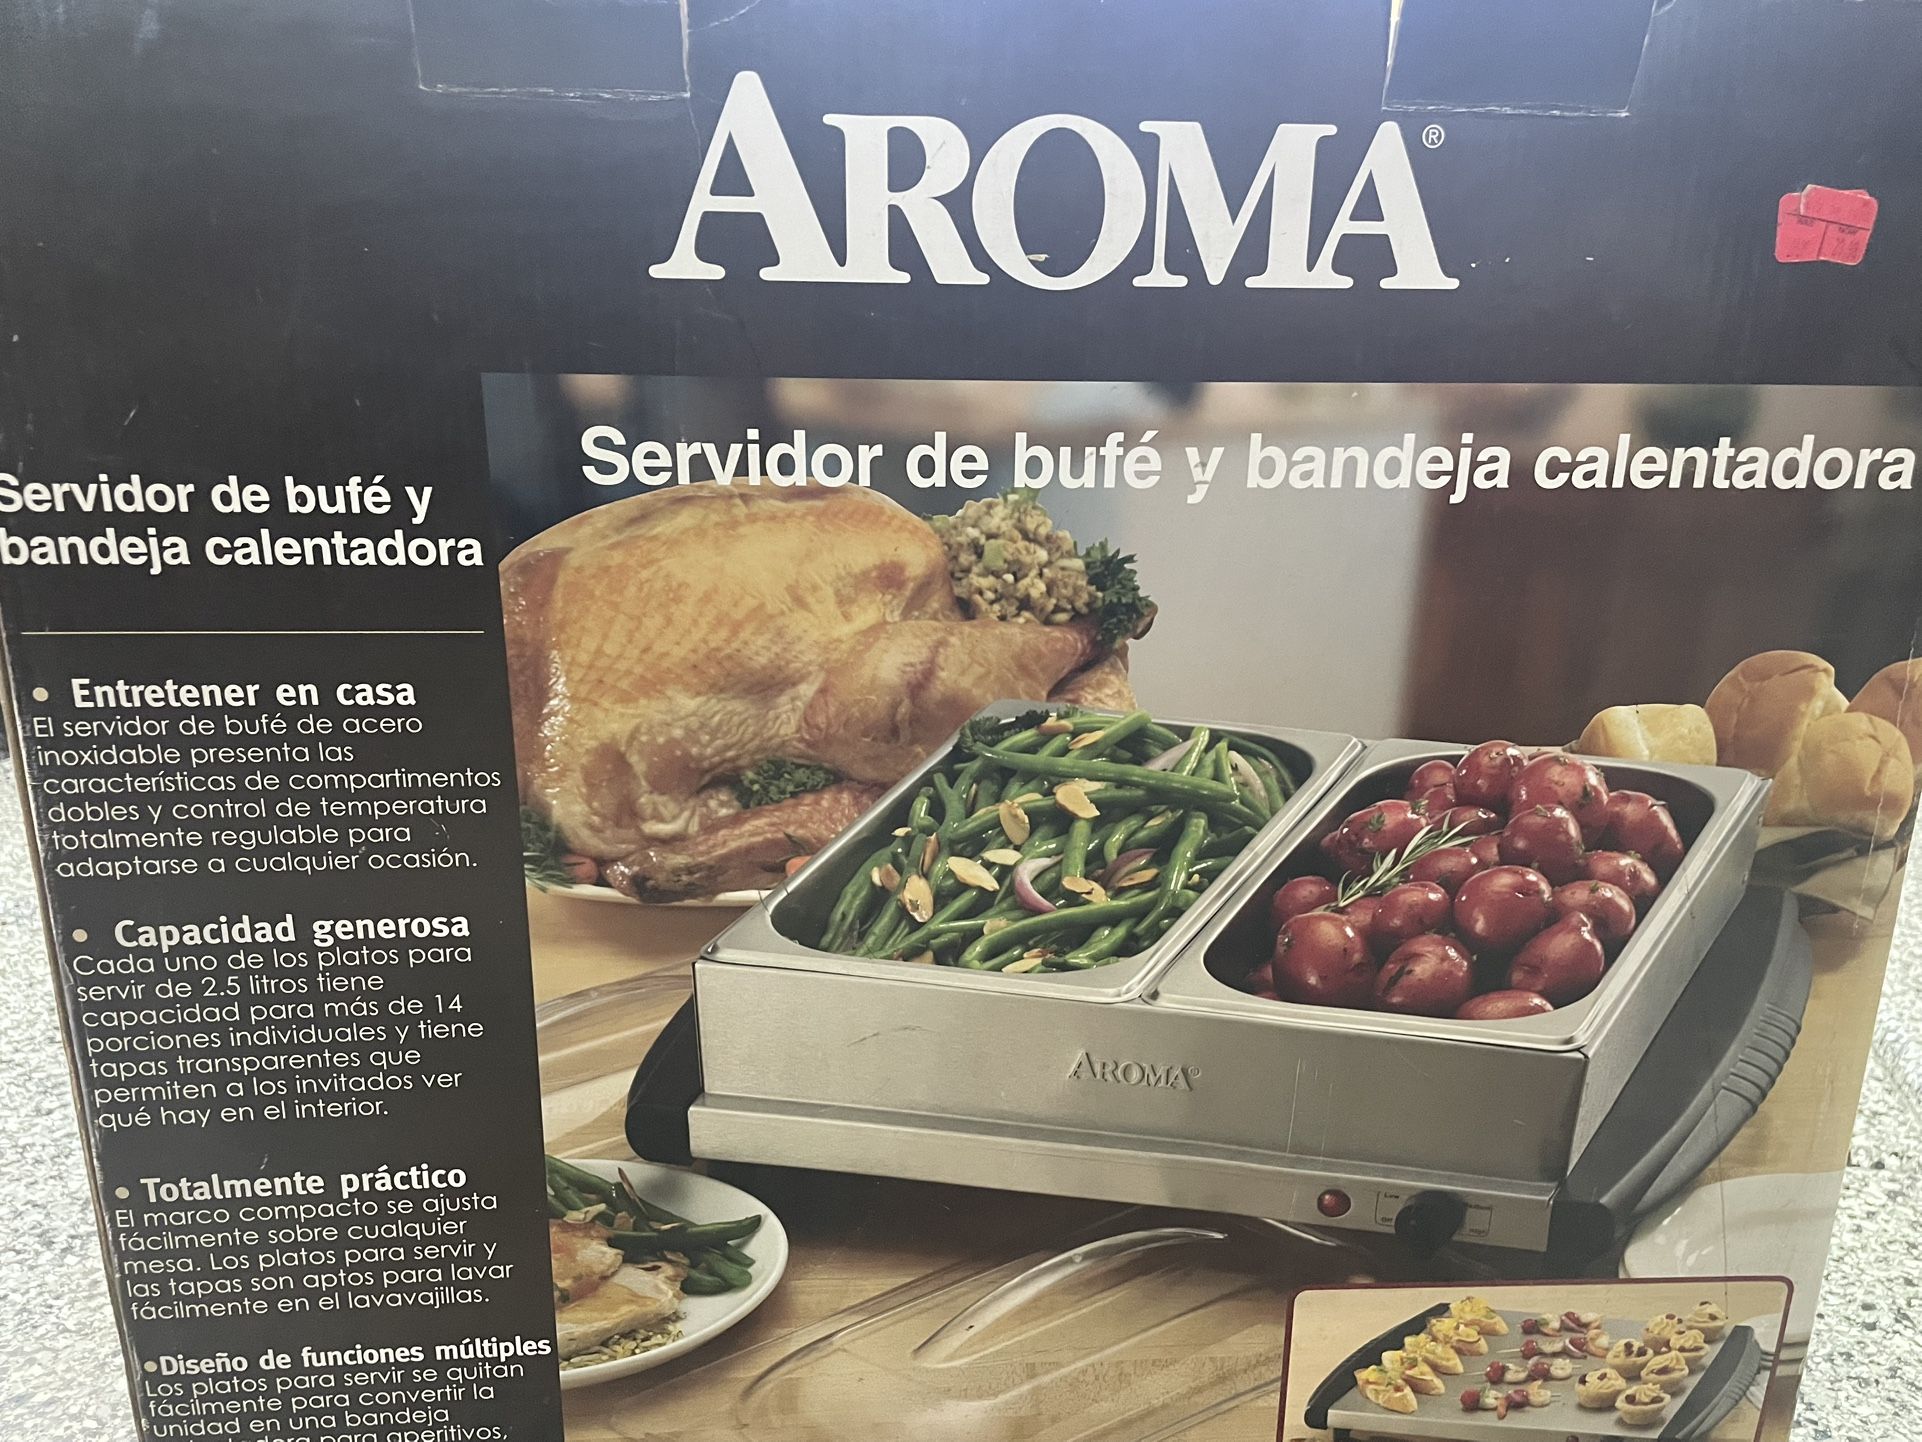 AROMA®
Servidor de bufé y bandeja calentadora
Servidor de bufé y
bandeja calentadora
• Entretener en casa
El servidor de bufé de acero
inoxidable presenta las
características de compartimentos
dobles y control de temperatura
totalmente regulable para
adaptarse a cualquier ocasión.
• Capacidad generosa
Cada uno de los platos para
servir de 2.5 litros tiene
capacidad para más de 14
porciones individuales y tiene
tapas transparentes que
permiten a los invitados ver
qué hay en el interior.
• Totalmente práctico
El marco compacto se ajusta
fácilmente sobre cualquier
mesa. Los platos para servir y
las tapas son aptos para lavar
fácilmente en el lavavajillas.
•Diseño de funciones múltiples
Los platos para servir se quitan
fácilmente para convertir la
unidad en una bandeja
para aperitivos,
AROMA®
Low
Off